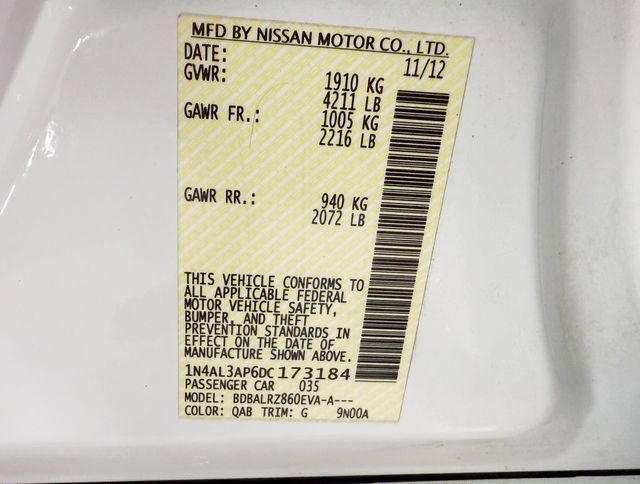 MFD BY NISSAN MOTOR CO., LTD.
DATE: 11/12
GVWR: 1910 KG
4211 LB
GAWR FR.: 1005 KG
2216 LB
GAWR RR.: 940 KG
2072 LB
THIS VEHICLE CONFORMS TO
ALL APPLICABLE FEDERAL
MOTOR VEHICLE SAFETY,
BUMPER, AND THEFT
PREVENTION STANDARDS IN
EFFECT ON THE DATE OF
MANUFACTURE SHOWN ABOVE.
1N4AL3AP6DC173184
PASSENGER CAR 035
MODEL: BDBALRZ860EVA-A---
COLOR: QAB TRIM: G 9N00A